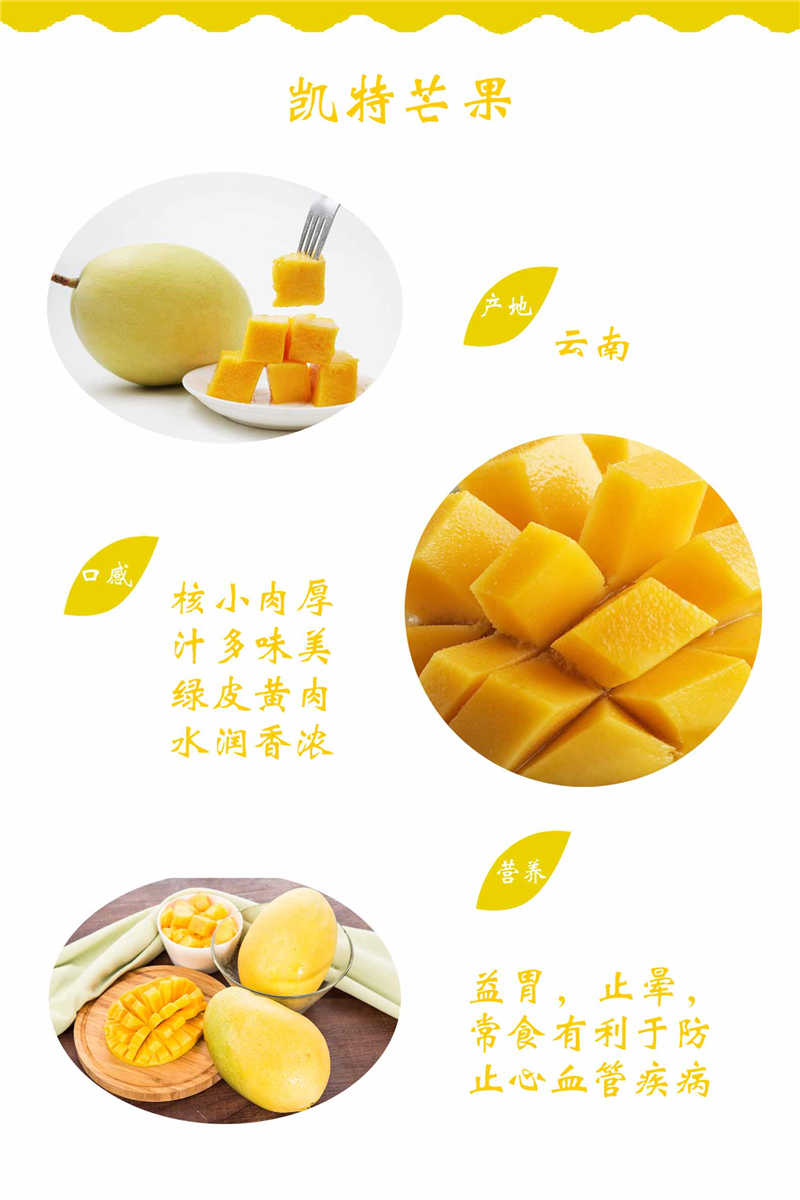 凯特芒果
产地
云南
口感
核小肉厚
汁多味美
绿皮黄肉
水润香浓
营养
益胃，止晕，
常食有利于防
止心血管疾病